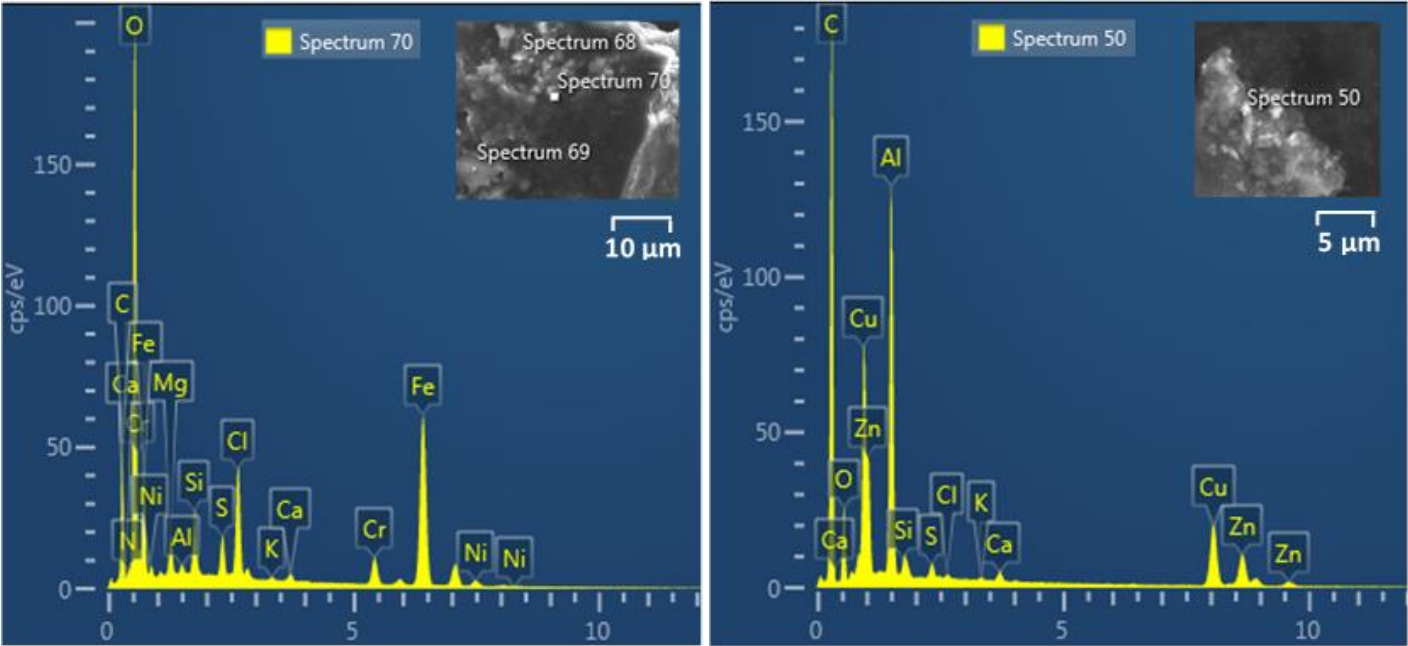 O
Spectrum 70
Spectrum 68
Spectrum 70
Spectrum 69
10 µm
cps/eV
150
100
50
0
C
Fe
Ca
Mg
Cr
Cl
Fe
Ni
Si
S
N
Al
K
Ca
Cr
Ni
Ni
0
5
10
C
Spectrum 50
Spectrum 50
5 µm
cps/eV
150
100
50
0
Al
Cu
Zn
O
Ca
Si
S
Cl
K
Ca
Cu
Zn
Zn
0
5
10